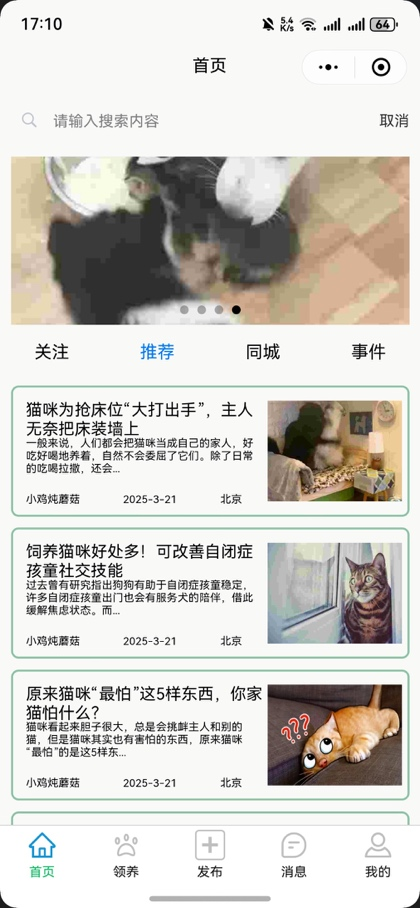 17:10
5.4
K/s
64
首页
请输入搜索内容
取消
关注
推荐
同城
事件
猫咪为抢床位“大打出手”，主人
无奈把床装墙上
一般来说，人们都会把猫咪当成自己的家人，好
吃好喝地养着，自然不会委屈了它们。除了日常
的吃喝拉撒，还会...
小鸡炖蘑菇
2025-3-21
北京
饲养猫咪好处多！可改善自闭症
孩童社交技能
过去曾有研究指出狗狗有助于自闭症孩童稳定，
许多自闭症孩童出门也会有服务犬的陪伴，借此
缓解焦虑状态。而...
小鸡炖蘑菇
2025-3-21
北京
原来猫咪“最怕”这5样东西，你家
猫怕什么？
猫咪看起来胆子很大，总是会挑衅主人和别的
猫，但是猫咪其实也有害怕的东西，原来猫咪
“最怕”的是这5样东...
???
小鸡炖蘑菇
2025-3-21
北京
首页
领养
发布
消息
我的